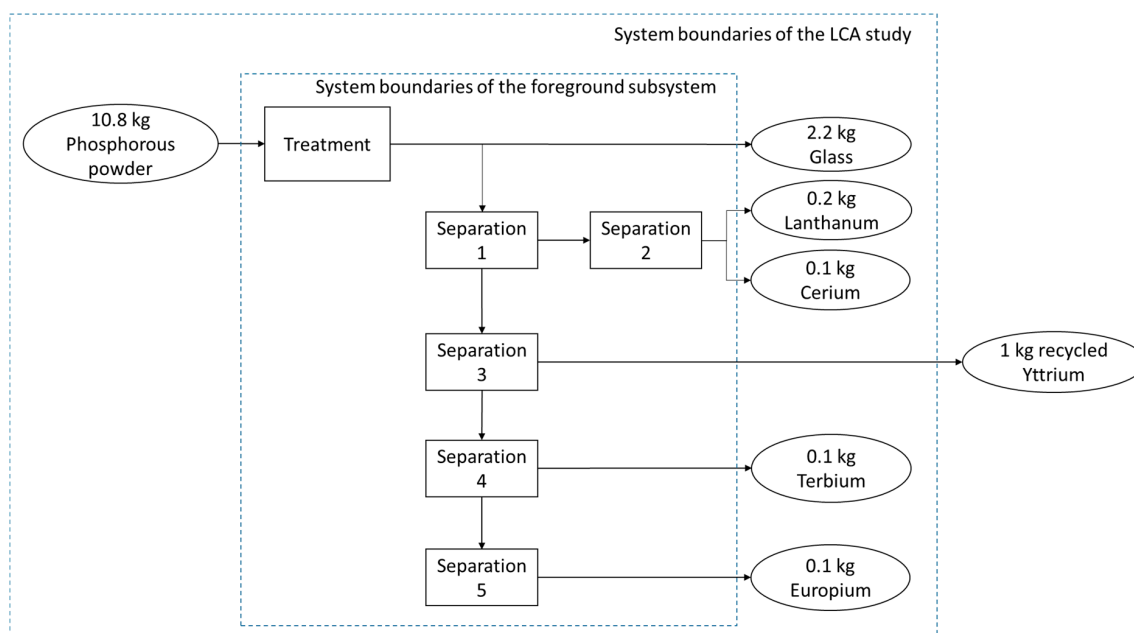 System boundaries of the LCA study
System boundaries of the foreground subsystem
10.8 kg
Phosphorous
powder
Treatment
2.2 kg
Glass
0.2 kg
Lanthanum
Separation
1
Separation
2
0.1 kg
Cerium
Separation
3
1 kg recycled
Yttrium
Separation
4
0.1 kg
Terbium
Separation
5
0.1 kg
Europium